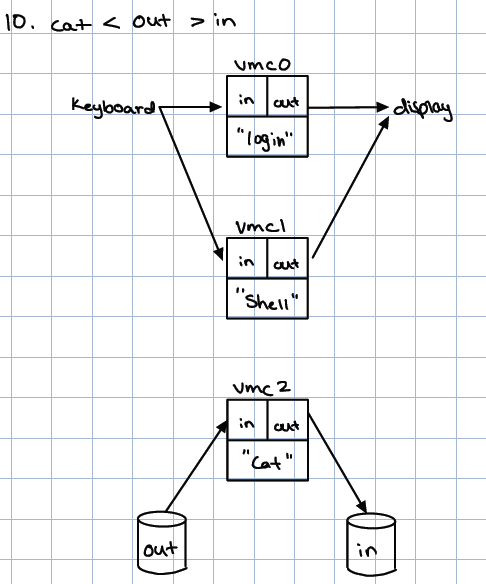 10. cat < out > in
vmc0
keyboard in out display
"login"
vmc1
in out
"Shell"
vmc2
in out
"Cat"
out in